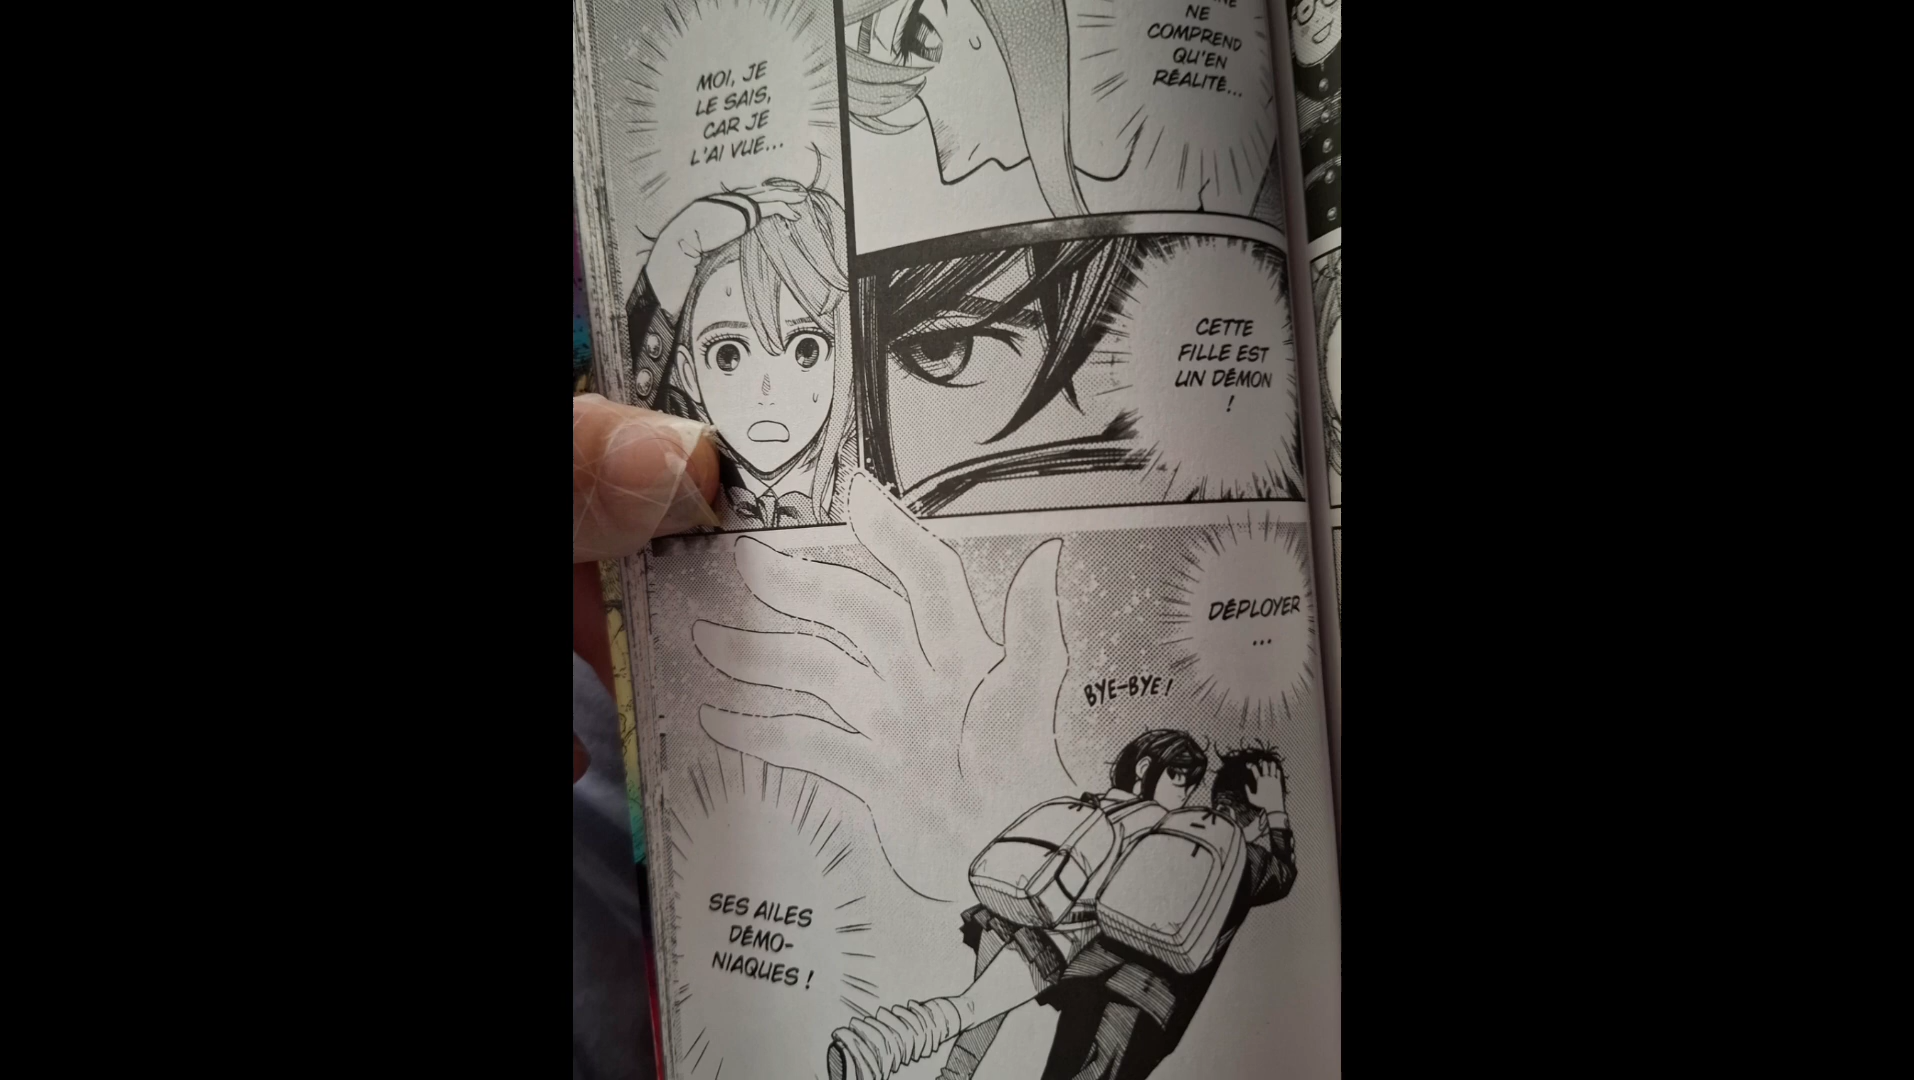 NE
COMPREND
QU'EN
RÉALITÉ...
MOI, JE
LE SAIS,
CAR JE
L'AI VUE...
CETTE
FILLE EST
UN DÉMON
!
DÉPLOYER
...
BYE-BYE !
SES AILES
DÉMO-
NIAQUES !